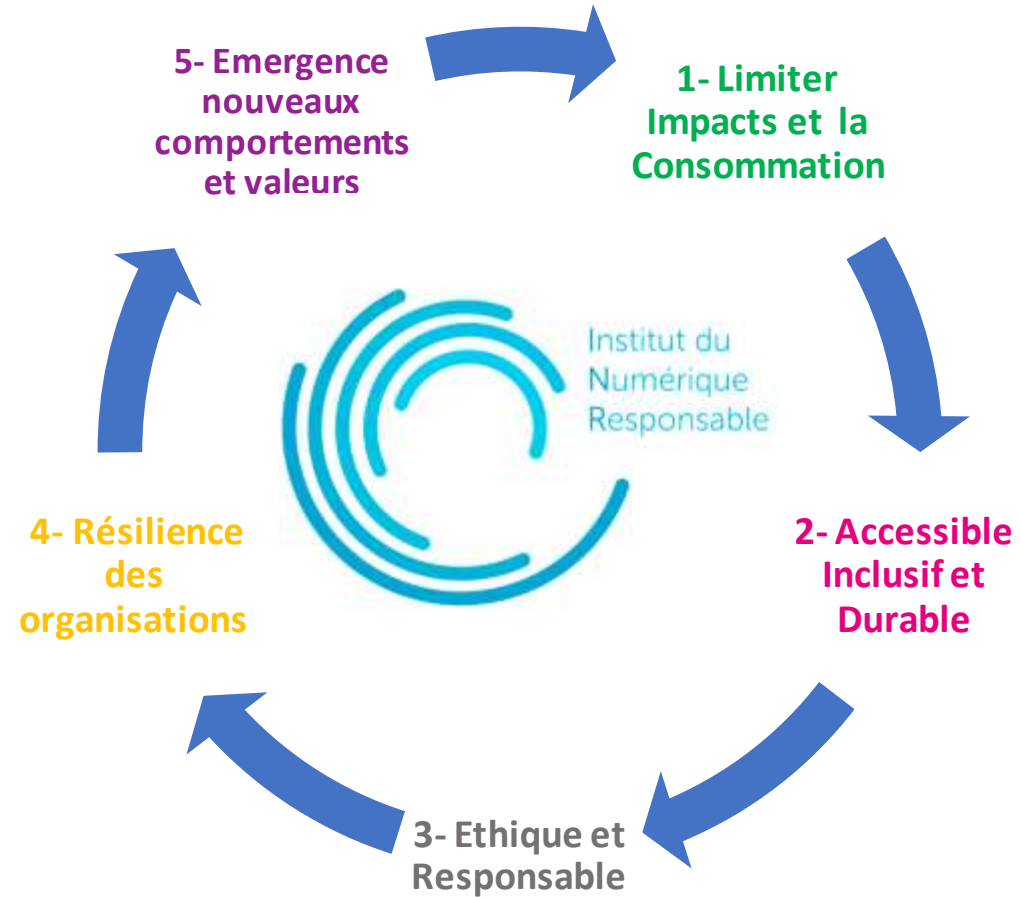 1- Limiter
Impacts et la
Consommation
2- Accessible
Inclusif et
Durable
3- Ethique et
Responsable
4- Résilience
des
organisations
5- Emergence
nouveaux
comportements
et valeurs
Institut du
Numérique
Responsable